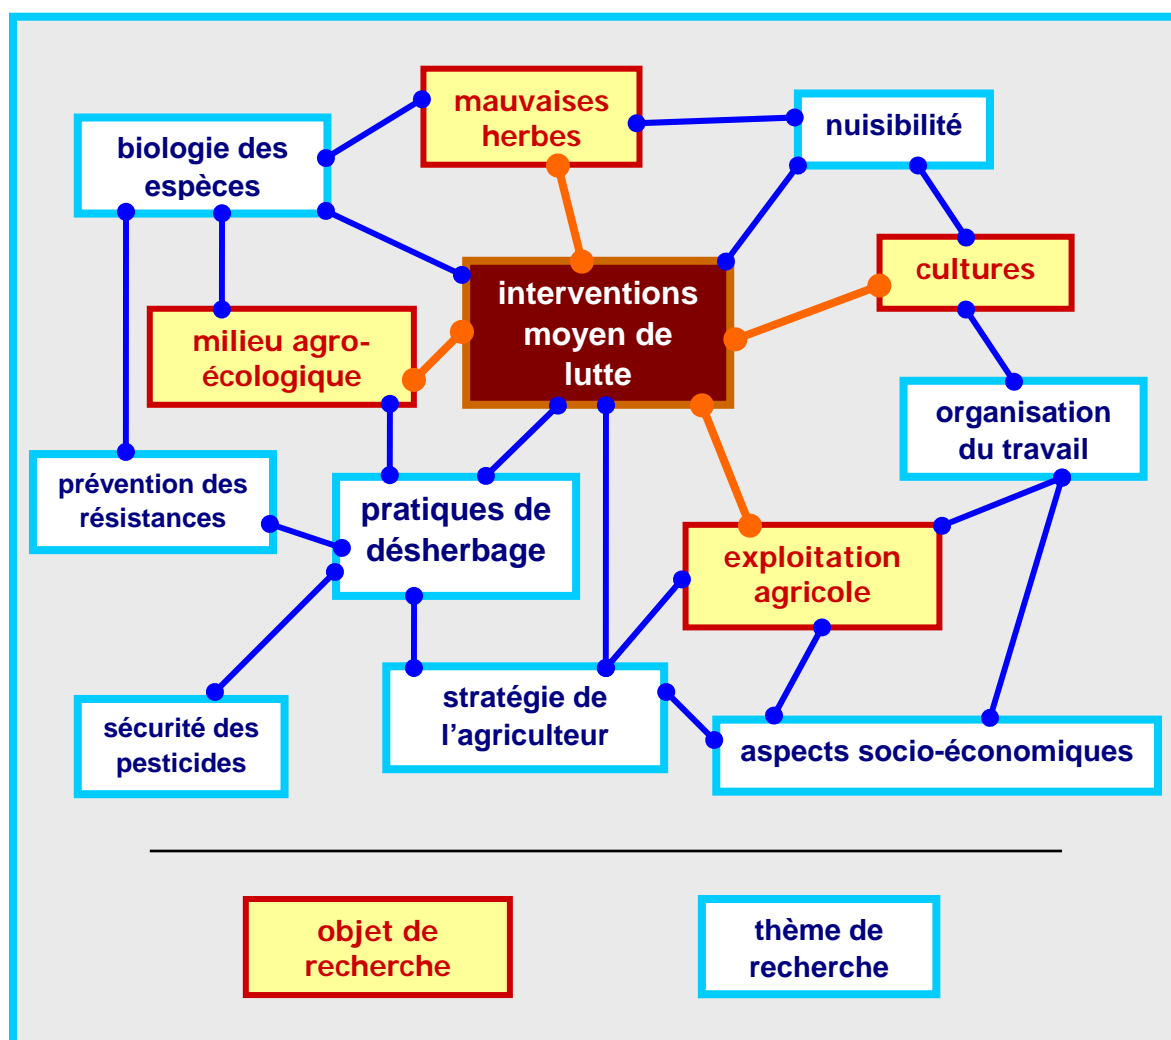 mauvaises
herbes
nuisibilité
biologie des
espèces
cultures
interventions
moyen de
lutte
milieu agro-
écologique
organisation
du travail
prévention des
résistances
pratiques de
désherbage
exploitation
agricole
stratégie de
l’agriculteur
sécurité des
pesticides
aspects socio-économiques
objet de
recherche
thème de
recherche